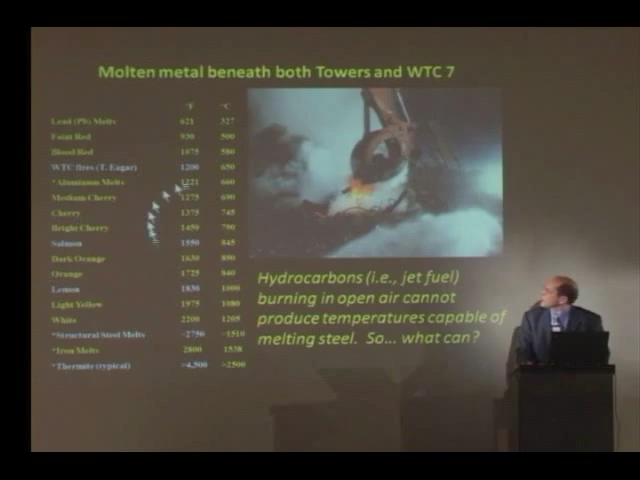 Molten metal beneath both Towers and WTC 7
°F °C
Lead (Pb) Melts 621 327
Faint Red 930 500
Blood Red 1075 580
WTC fires (T. Eagar) 1200 650
*Aluminum Melts 1221 660
Medium Cherry 1275 690
Cherry 1375 745
Bright Cherry 1450 790
Salmon 1550 845
Dark Orange 1630 890
Orange 1725 840
Lemon 1830 1000
Light Yellow 1975 1080
White 2200 1205
*Structural Steel Melts ~2750 ~1510
*Iron Melts 2800 1538
*Thermite (typical) >4,500 >2500
Hydrocarbons (i.e., jet fuel)
burning in open air cannot
produce temperatures capable of
melting steel. So... what can?